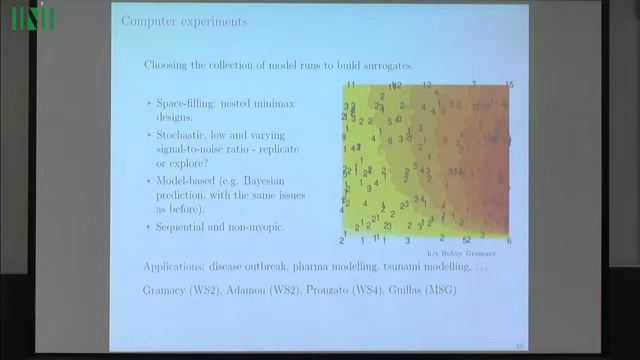 Computer experiments
Choosing the collection of model runs to build surrogates.
* Space-filling: nested minimax
designs.
* Stochastic, low and varying
signal-to-noise ratio - replicate
or explore?
* Model-based (e.g. Bayesian
prediction, with the same issues
as before).
* Sequential and non-myopic.
h/t Bobby Gramacy
Applications: disease outbreak, pharma modelling, tsunami modelling, ...
Gramacy (WS2), Adamou (WS2), Pronzato (WS4), Guillas (MSG)